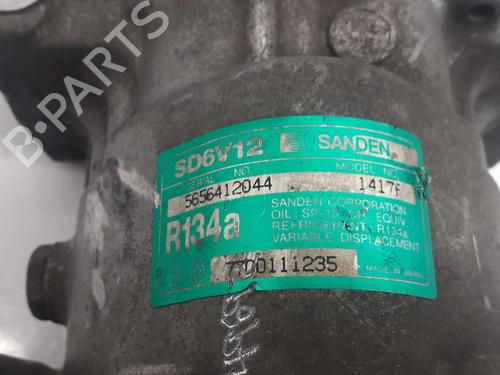 SD6V12 SANDEN
SERIAL NO. MODEL NO.
5656412044 1417F
R134a
SANDEN CORPORATION
OIL: SP-10 OR EQUIV
REFRIGERANT, R134a
VARIABLE DISPLACEMENT
7700111235
MADE IN JAPAN
B-PARTS